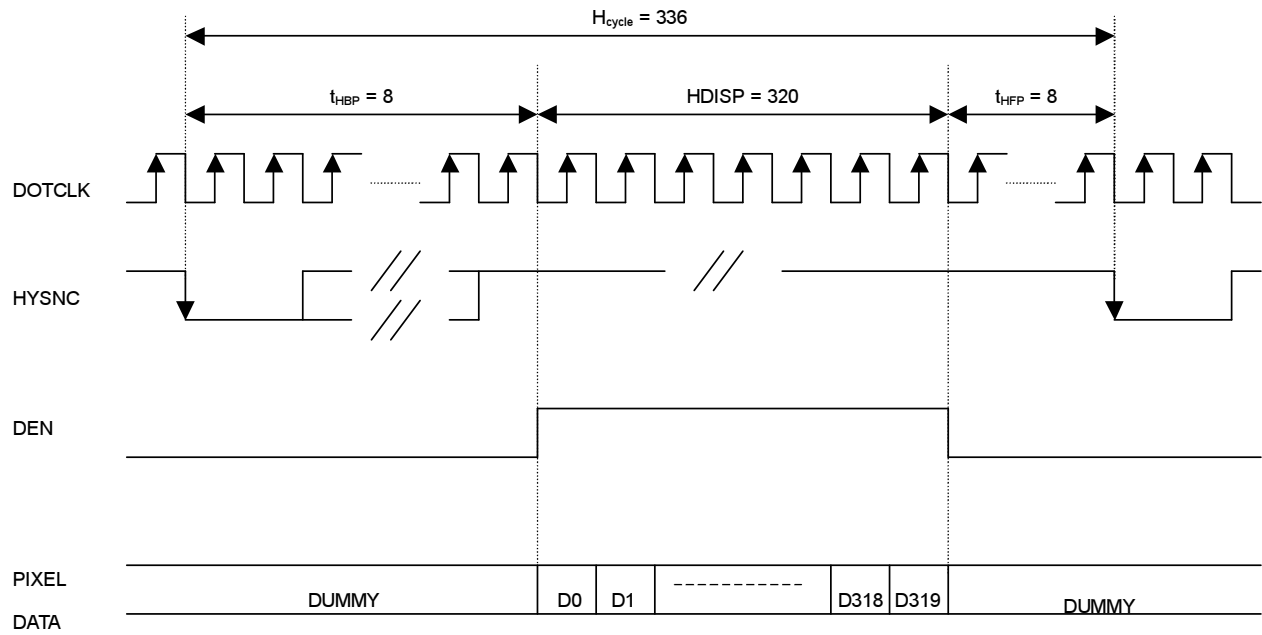 Hcycle = 336
tHBP = 8
HDISP = 320
tHFP = 8
DOTCLK
HYSNC
DEN
PIXEL
DATA
DUMMY
D0
D1
D318
D319
DUMMY